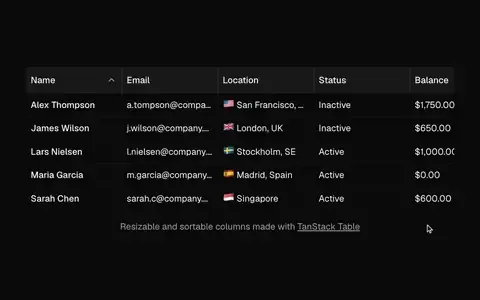 Name Email Location Status Balance
Alex Thompson a.tompson@compa... 🇺🇸 San Francisco, ... Inactive $1,750.00
James Wilson j.wilson@company.... 🇬🇧 London, UK Inactive $650.00
Lars Nielsen l.nielsen@company.... 🇸🇪 Stockholm, SE Active $1,000.00
Maria Garcia m.garcia@company.... 🇪🇸 Madrid, Spain Active $0.00
Sarah Chen sarah.c@company.... 🇸🇬 Singapore Active $600.00
Resizable and sortable columns made with TanStack Table